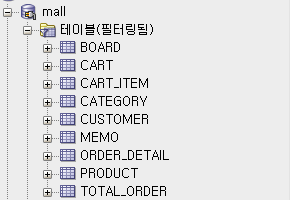 mall
테이블(필터링됨)
BOARD
CART
CART_ITEM
CATEGORY
CUSTOMER
MEMO
ORDER_DETAIL
PRODUCT
TOTAL_ORDER